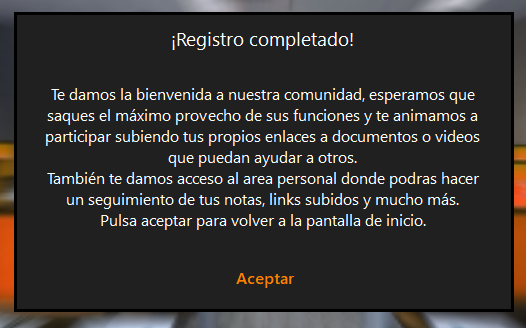 ¡Registro completado!
Te damos la bienvenida a nuestra comunidad, esperamos que
saques el máximo provecho de sus funciones y te animamos a
participar subiendo tus propios enlaces a documentos o videos
que puedan ayudar a otros.
También te damos acceso al area personal donde podras hacer
un seguimiento de tus notas, links subidos y mucho más.
Pulsa aceptar para volver a la pantalla de inicio.
Aceptar